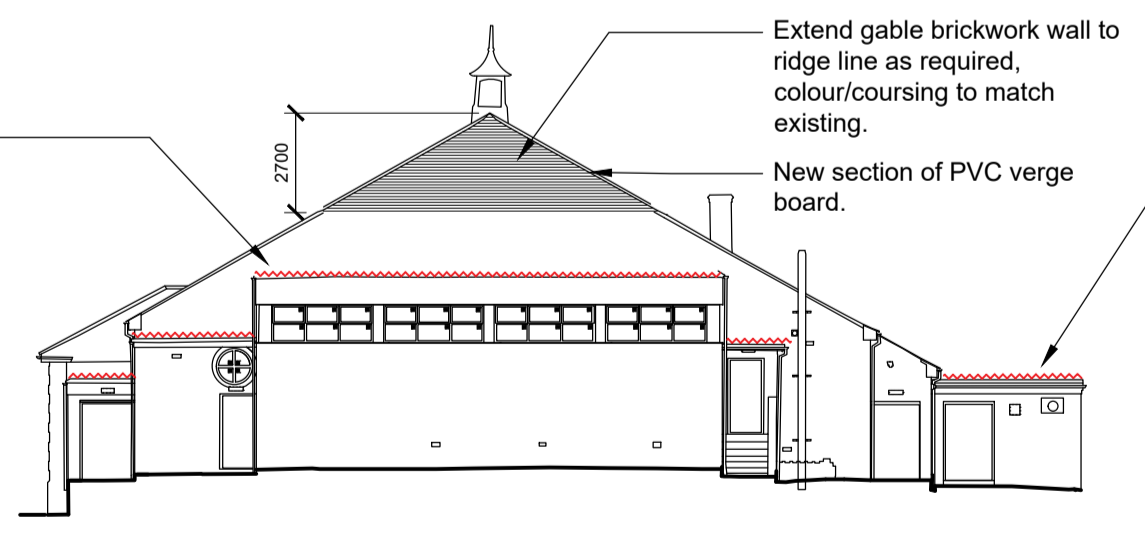 Extend gable brickwork wall to
ridge line as required,
colour/coursing to match
existing.
2700
New section of PVC verge
board.